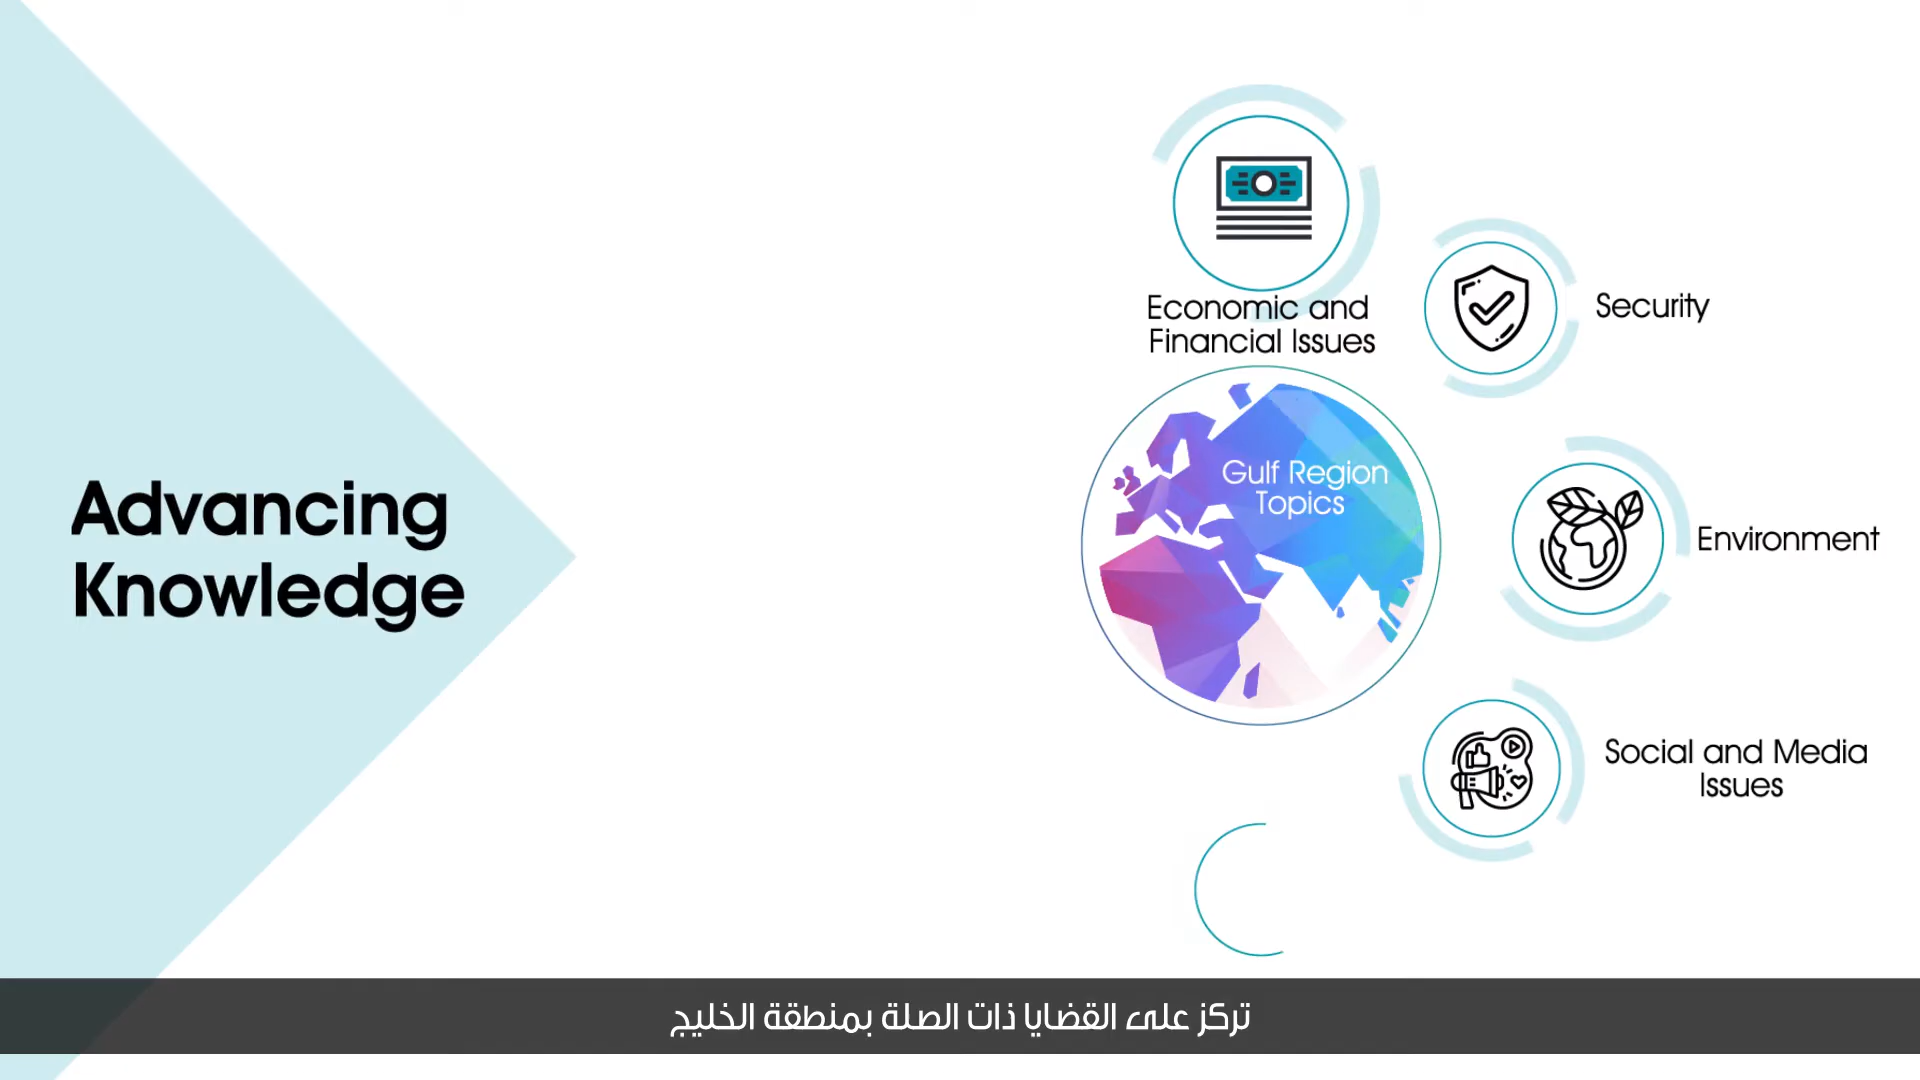 Advancing
Knowledge
Economic and
Financial Issues
Security
Gulf Region
Topics
Environment
Social and Media
Issues
تركز على القضايا ذات الصلة بمنطقة الخليج